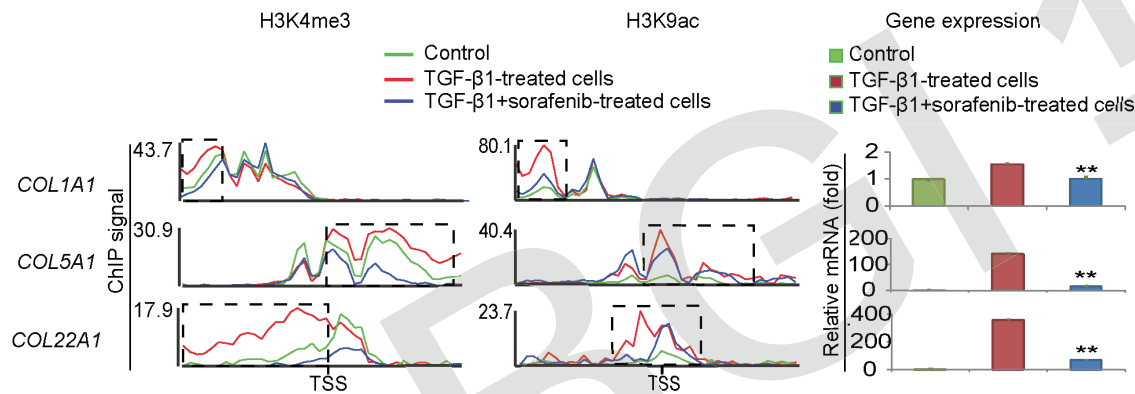 H3K4me3
H3K9ac
Gene expression
Control
TGF-β1-treated cells
TGF-β1+sorafenib-treated cells
Control
TGF-β1-treated cells
TGF-β1+sorafenib-treated cells
ChIP signal
COL1A1
43.7
80.1
COL5A1
30.9
40.4
COL22A1
17.9
23.7
TSS
TSS
Relative mRNA (fold)
2
1
0
**
200
100
0
**
400
200
0
**
BGI